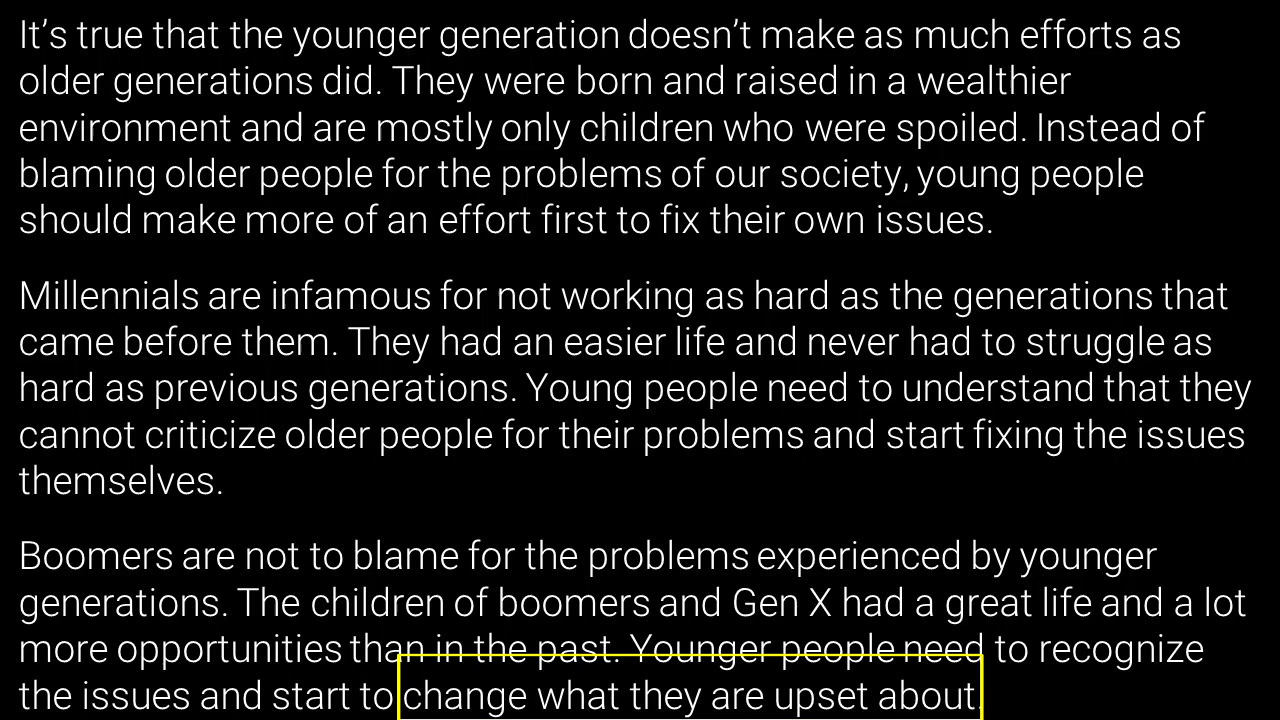 It’s true that the younger generation doesn’t make as much efforts as
older generations did. They were born and raised in a wealthier
environment and are mostly only children who were spoiled. Instead of
blaming older people for the problems of our society, young people
should make more of an effort first to fix their own issues.
Millennials are infamous for not working as hard as the generations that
came before them. They had an easier life and never had to struggle as
hard as previous generations. Young people need to understand that they
cannot criticize older people for their problems and start fixing the issues
themselves.
Boomers are not to blame for the problems experienced by younger
generations. The children of boomers and Gen X had a great life and a lot
more opportunities than in the past. Younger people need to recognize
the issues and start to change what they are upset about.